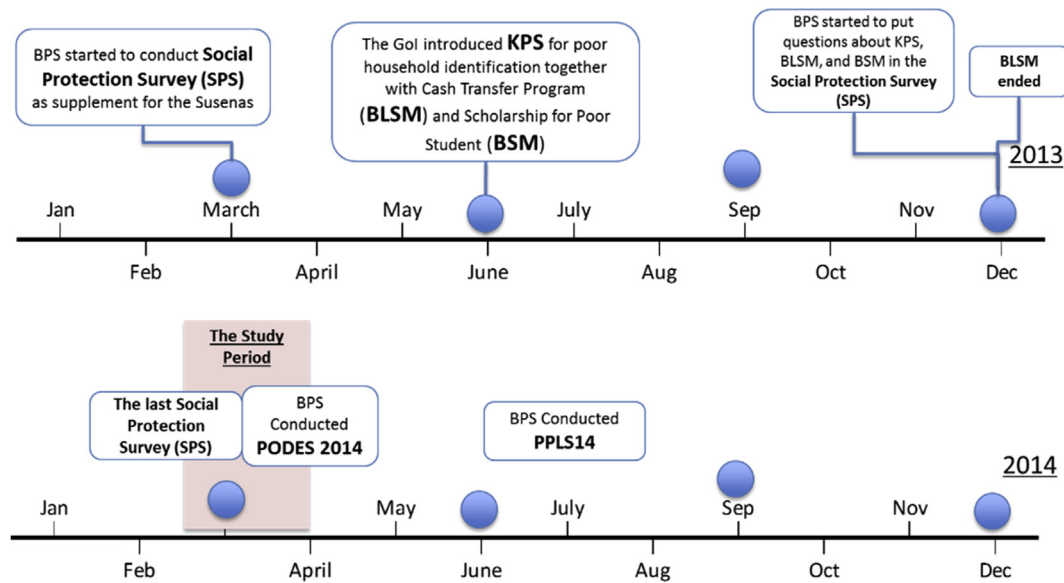 BPS started to conduct Social
Protection Survey (SPS)
as supplement for the Susenas
The GoI introduced KPS for poor
household identification together
with Cash Transfer Program
(BLSM) and Scholarship for Poor
Student (BSM)
BPS started to put
questions about KPS,
BLSM, and BSM in the
Social Protection Survey
(SPS)
BLSM
ended
2013
Jan
March
May
July
Sep
Nov
Feb
April
June
Aug
Oct
Dec
The Study
Period
The last Social
Protection
Survey (SPS)
BPS
Conducted
PODES 2014
BPS Conducted
PPLS14
2014
Jan
May
July
Sep
Nov
Feb
April
June
Aug
Oct
Dec